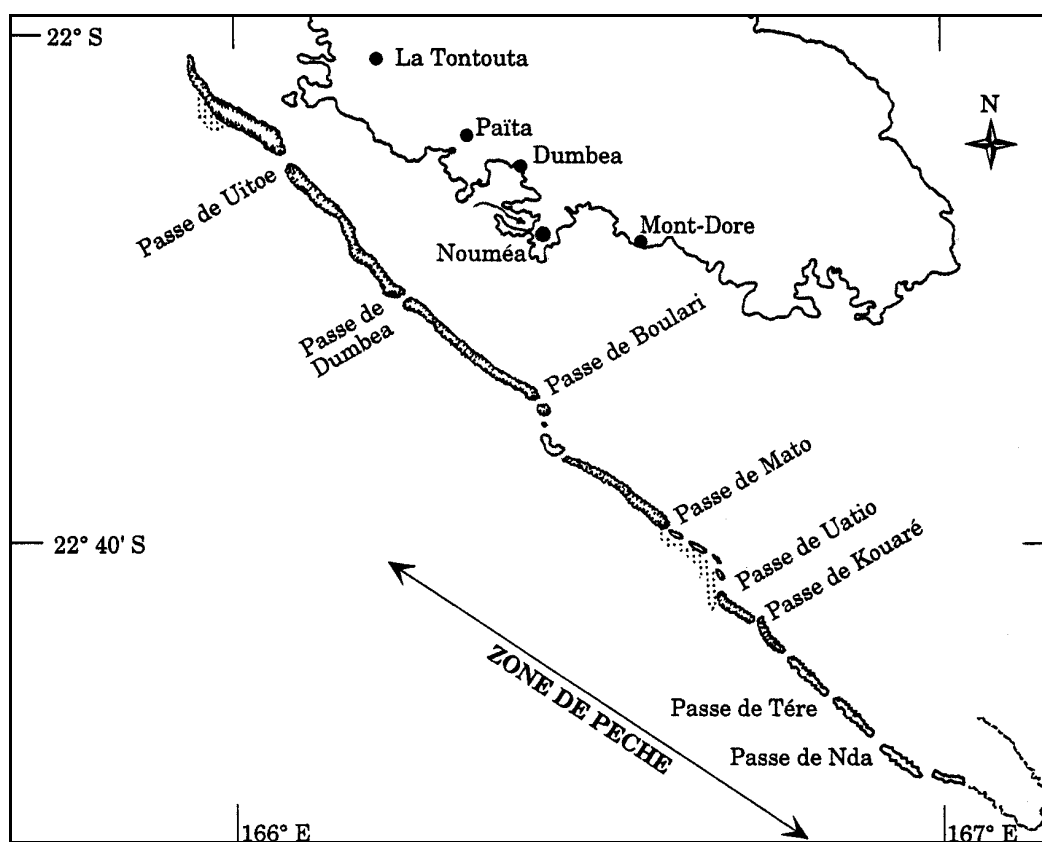 22° S
La Tontouta
N
Païta
Dumbea
Passe de Uitoe
Mont-Dore
Nouméa
Passe de
Dumbea
Passe de Boulari
Passe de Mato
22° 40' S
Passe de Uatio
Passe de Kouaré
ZONE DE PECHE
Passe de Tére
Passe de Nda
166° E
167° E